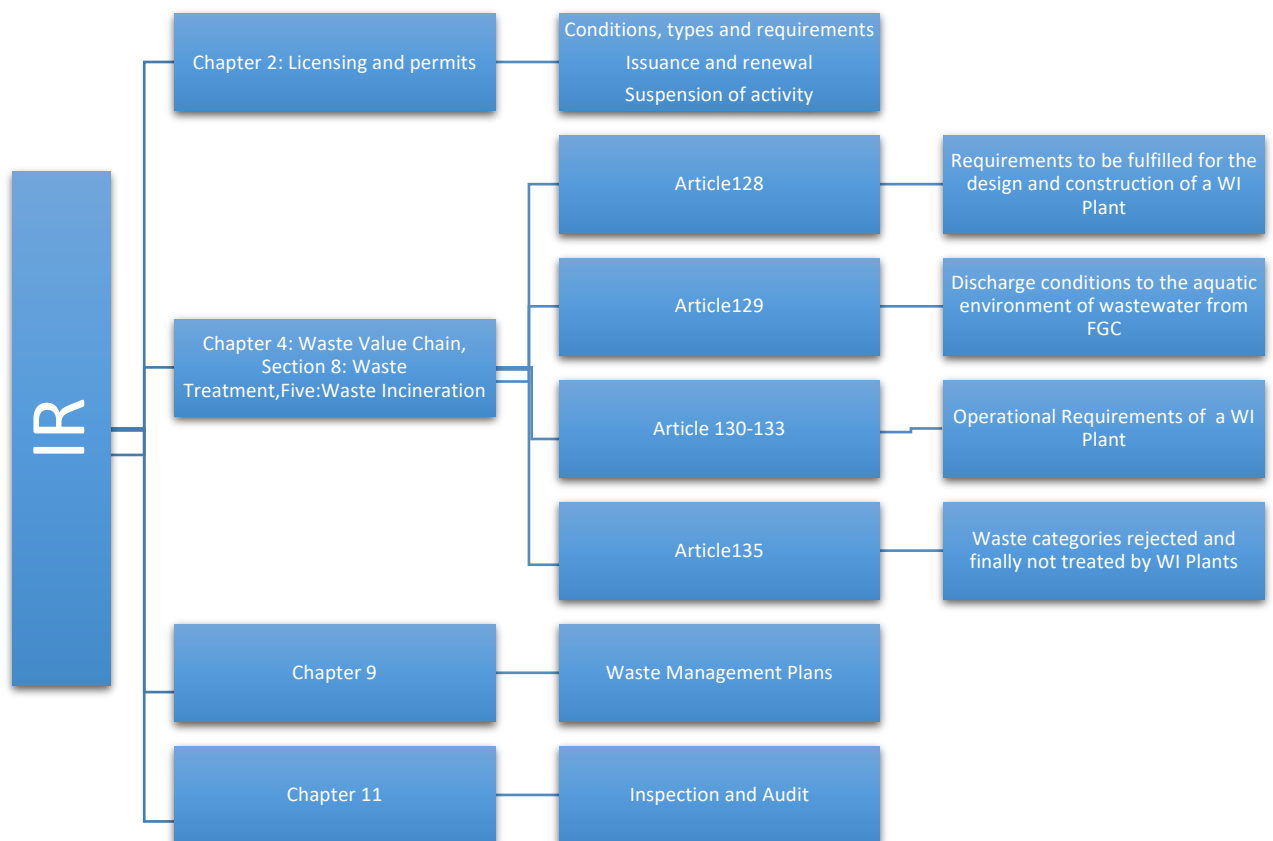 IR
Chapter 2: Licensing and permits
Conditions, types and requirements
Issuance and renewal
Suspension of activity
Chapter 4: Waste Value Chain,
Section 8: Waste
Treatment,Five:Waste Incineration
Article128
Requirements to be fulfilled for the
design and construction of a WI
Plant
Article129
Discharge conditions to the aquatic
environment of wastewater from
FGC
Article 130-133
Operational Requirements of  a WI
Plant
Article135
Waste categories rejected and
finally not treated by WI Plants
Chapter 9
Waste Management Plans
Chapter 11
Inspection and Audit